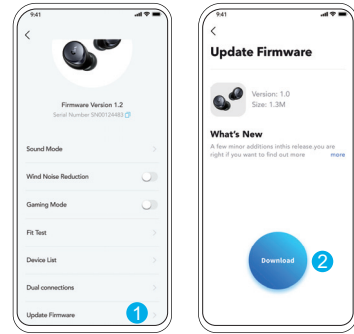 9:41
Firmware Version 1.2
Serial Number SN00124483
Sound Mode
Wind Noise Reduction
Gaming Mode
Fit Test
Device List
Dual connections
Update Firmware
1
9:41
Update Firmware
Version: 1.0
Size: 1.3M
What's New
A few minor additions inthis release.you are
right if you want to find out more more
Download
2